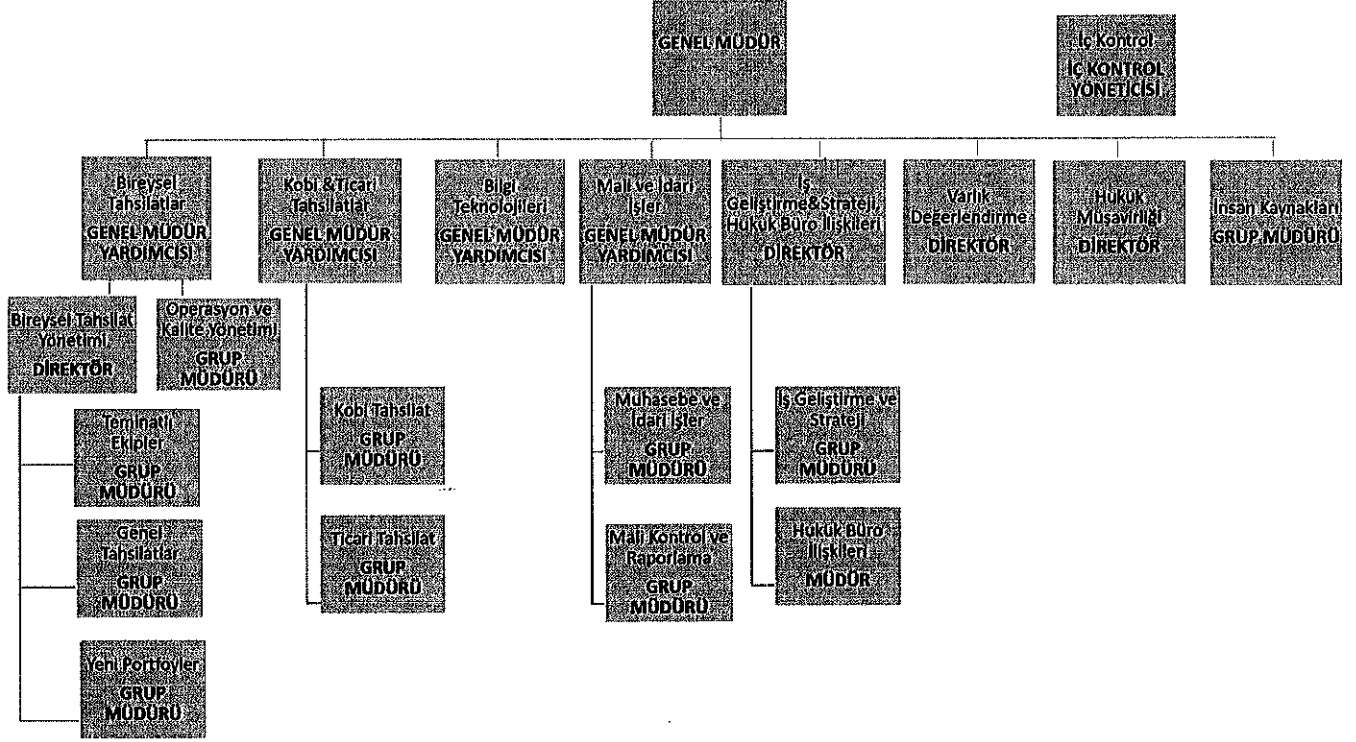 GENEL MÜDÜR
İç Kontrol
İÇ KONTROL
YÖNETİCİSİ
Bireysel
Tahsilatlar
GENEL MÜDÜR
YARDIMCISI
Kobi &Ticari
Tahsilatlar
GENEL MÜDÜR
YARDIMCISI
Bilgi
Teknolojileri
GENEL MÜDÜR
YARDIMCISI
Mali ve İdari
İşler
GENEL MÜDÜR
YARDIMCISI
İş
Geliştirme&Strateji,
Hukuk Büro İlişkileri
DİREKTÖR
Varlık
Değerlendirme
DİREKTÖR
Hukuk
Müşavirliği
DİREKTÖR
İnsan Kaynakları
GRUP MÜDÜRÜ
Bireysel Tahsilat
Yönetimi
DİREKTÖR
Operasyon ve
Kalite Yönetimi
GRUP
MÜDÜRÜ
Teminatlı
Ekipler
GRUP
MÜDÜRÜ
Genel
Tahsilatlar
GRUP
MÜDÜRÜ
Yeni Portföyler
GRUP
MÜDÜRÜ
Kobi Tahsilat
GRUP
MÜDÜRÜ
Ticari Tahsilat
GRUP
MÜDÜRÜ
Muhasebe ve
İdari İşler
GRUP
MÜDÜRÜ
Mali Kontrol ve
Raporlama
GRUP
MÜDÜRÜ
İş Geliştirme ve
Strateji
GRUP
MÜDÜRÜ
Hukuk Büro
İlişkileri
MÜDÜR